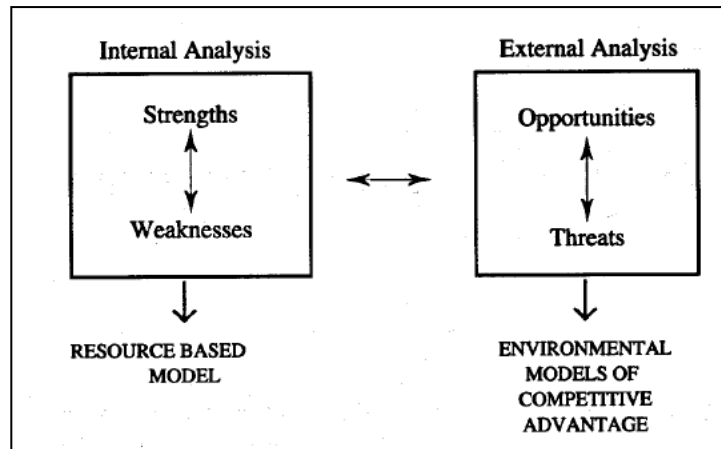 Internal Analysis
Strengths
Weaknesses
RESOURCE BASED
MODEL
External Analysis
Opportunities
Threats
ENVIRONMENTAL
MODELS OF
COMPETITIVE
ADVANTAGE